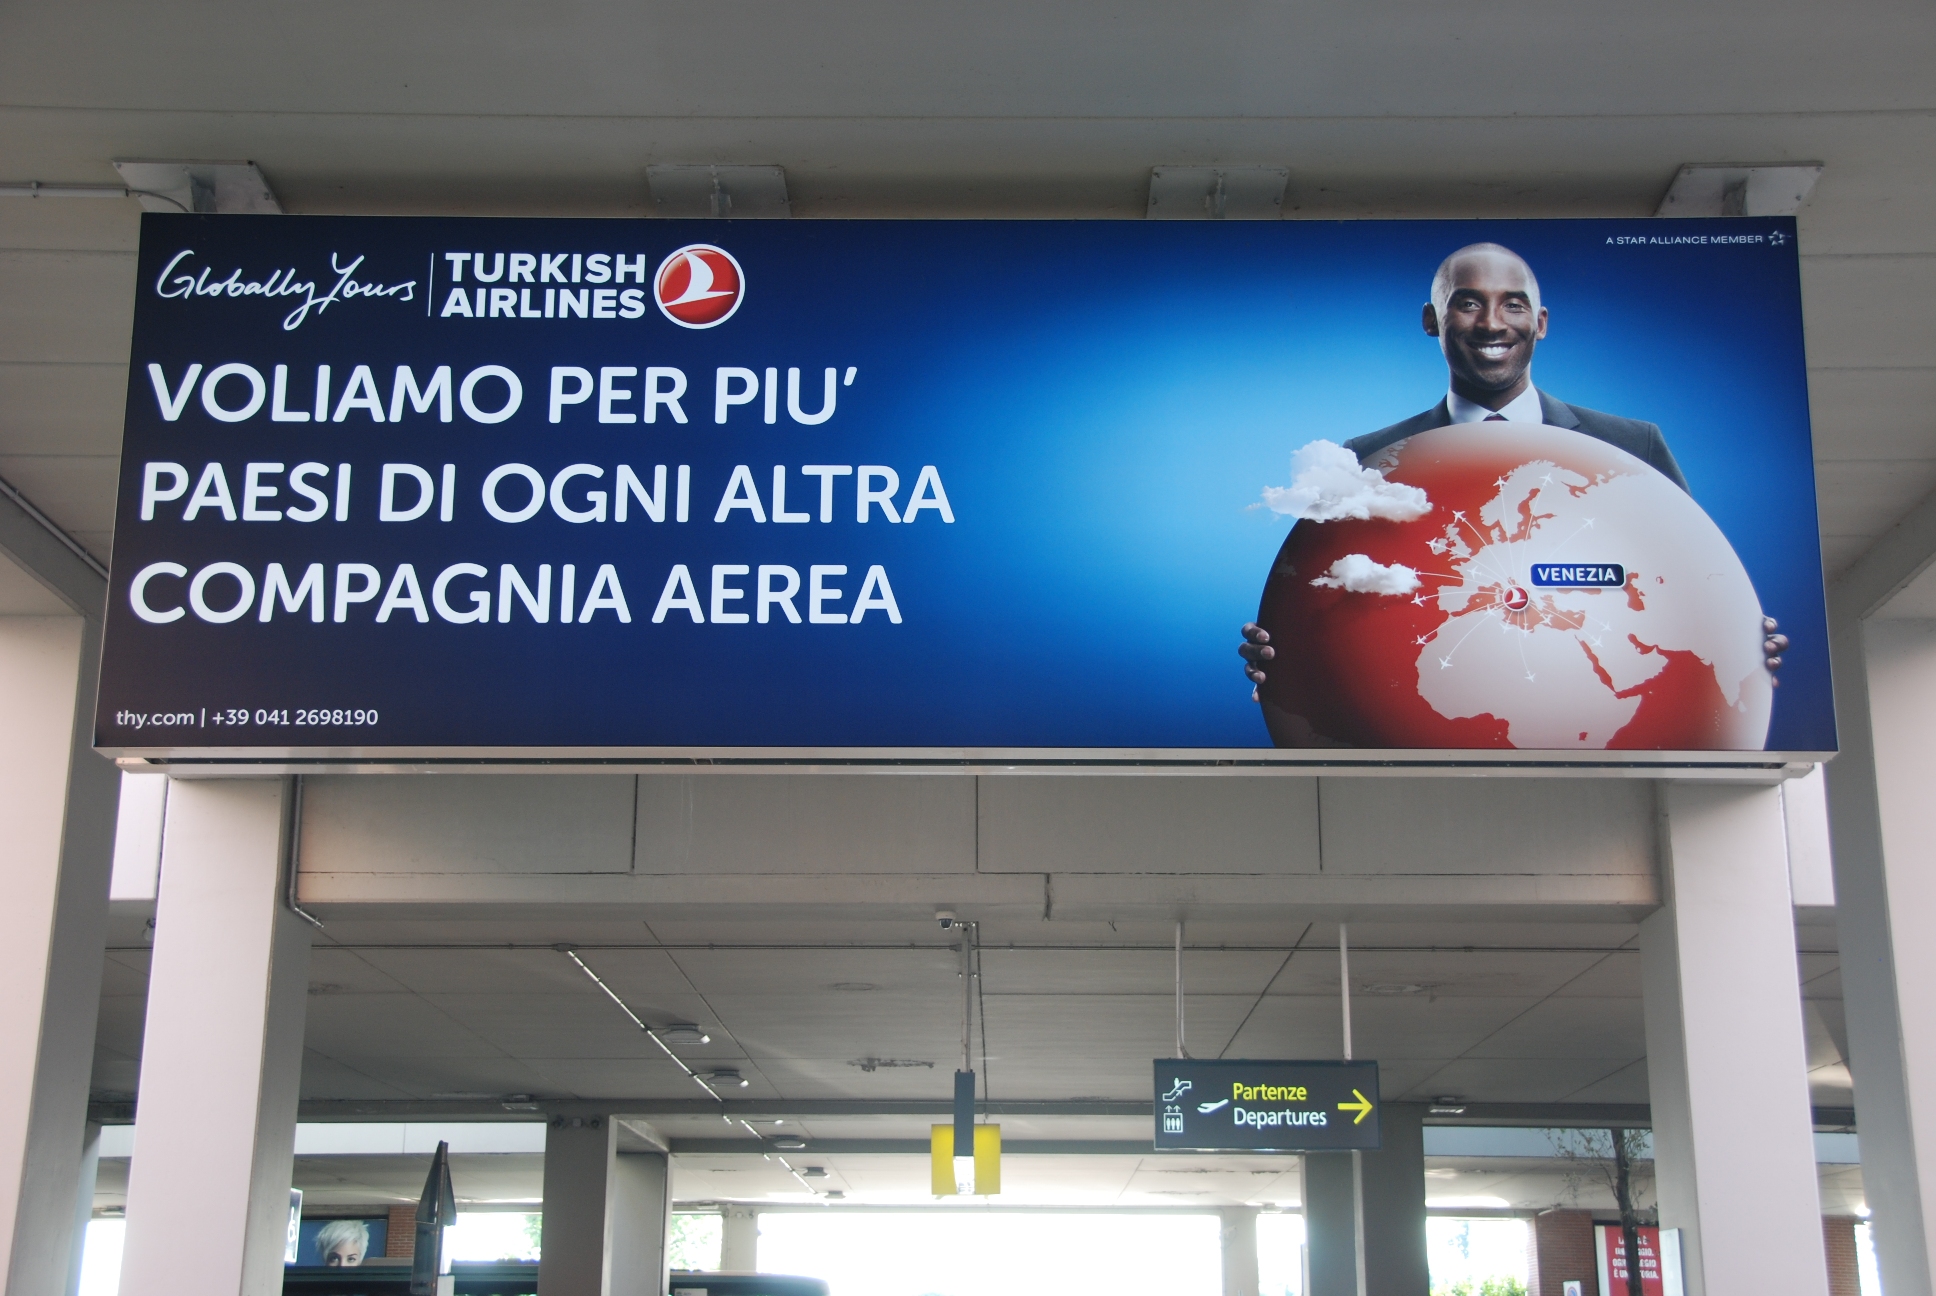 Globally Yours
TURKISH
AIRLINES
A STAR ALLIANCE MEMBER
VOLIAMO PER PIU'
PAESI DI OGNI ALTRA
COMPAGNIA AEREA
VENEZIA
thy.com | +39 041 2698190
Partenze
Departures